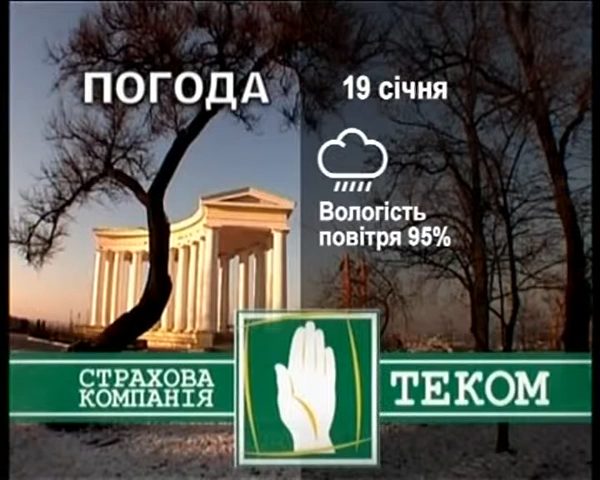 ПОГОДА
19 січня
Вологість
повітря 95%
СТРАХОВА
КОМПАНІЯ
ТЕКОМ